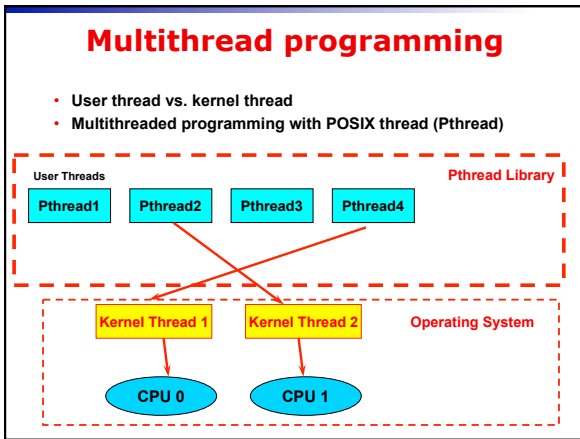 Multithread programming
• User thread vs. kernel thread
• Multithreaded programming with POSIX thread (Pthread)
User Threads
Pthread Library
Pthread1 Pthread2 Pthread3 Pthread4
Kernel Thread 1 Kernel Thread 2 Operating System
CPU 0 CPU 1